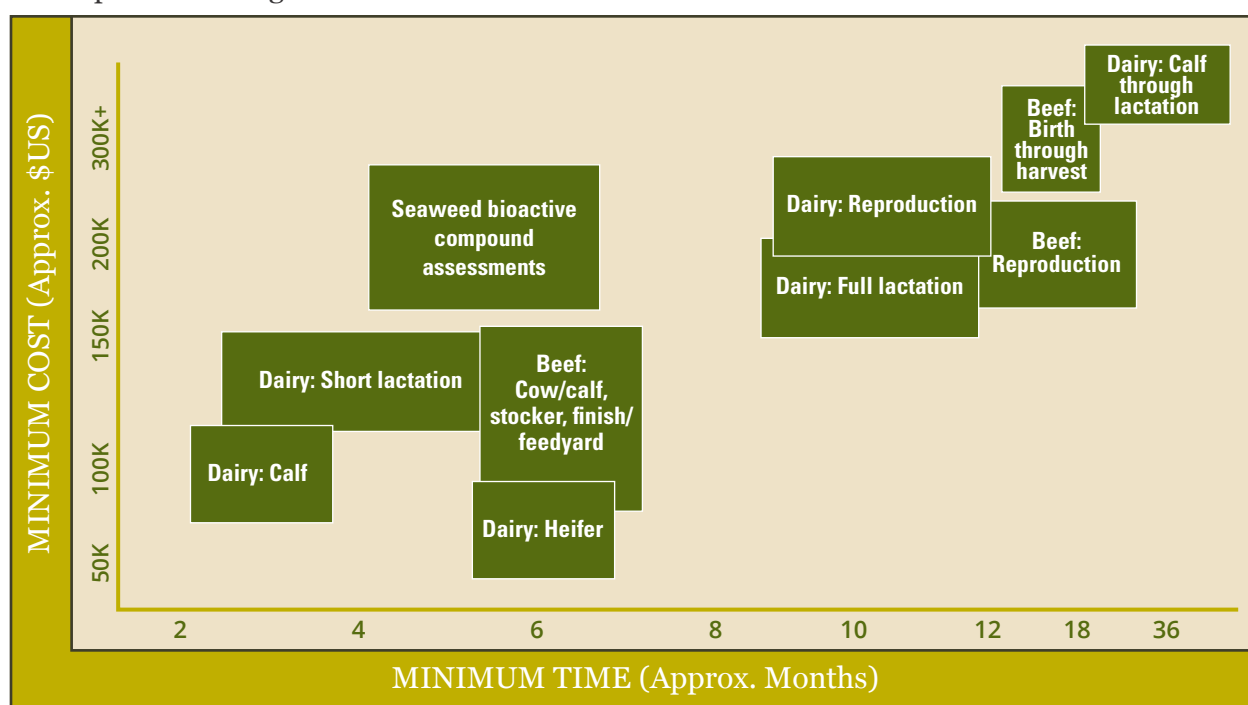 MINIMUM COST (Approx. $US)
300K+
200K
150K
100K
50K
Dairy: Calf
through
lactation
Beef:
Birth
through
harvest
Dairy: Reproduction
Seaweed bioactive
compound
assessments
Beef:
Reproduction
Dairy: Full lactation
Dairy: Short lactation
Beef:
Cow/calf,
stocker, finish/
feedyard
Dairy: Calf
Dairy: Heifer
2 4 6 8 10 12 18 36
MINIMUM TIME (Approx. Months)